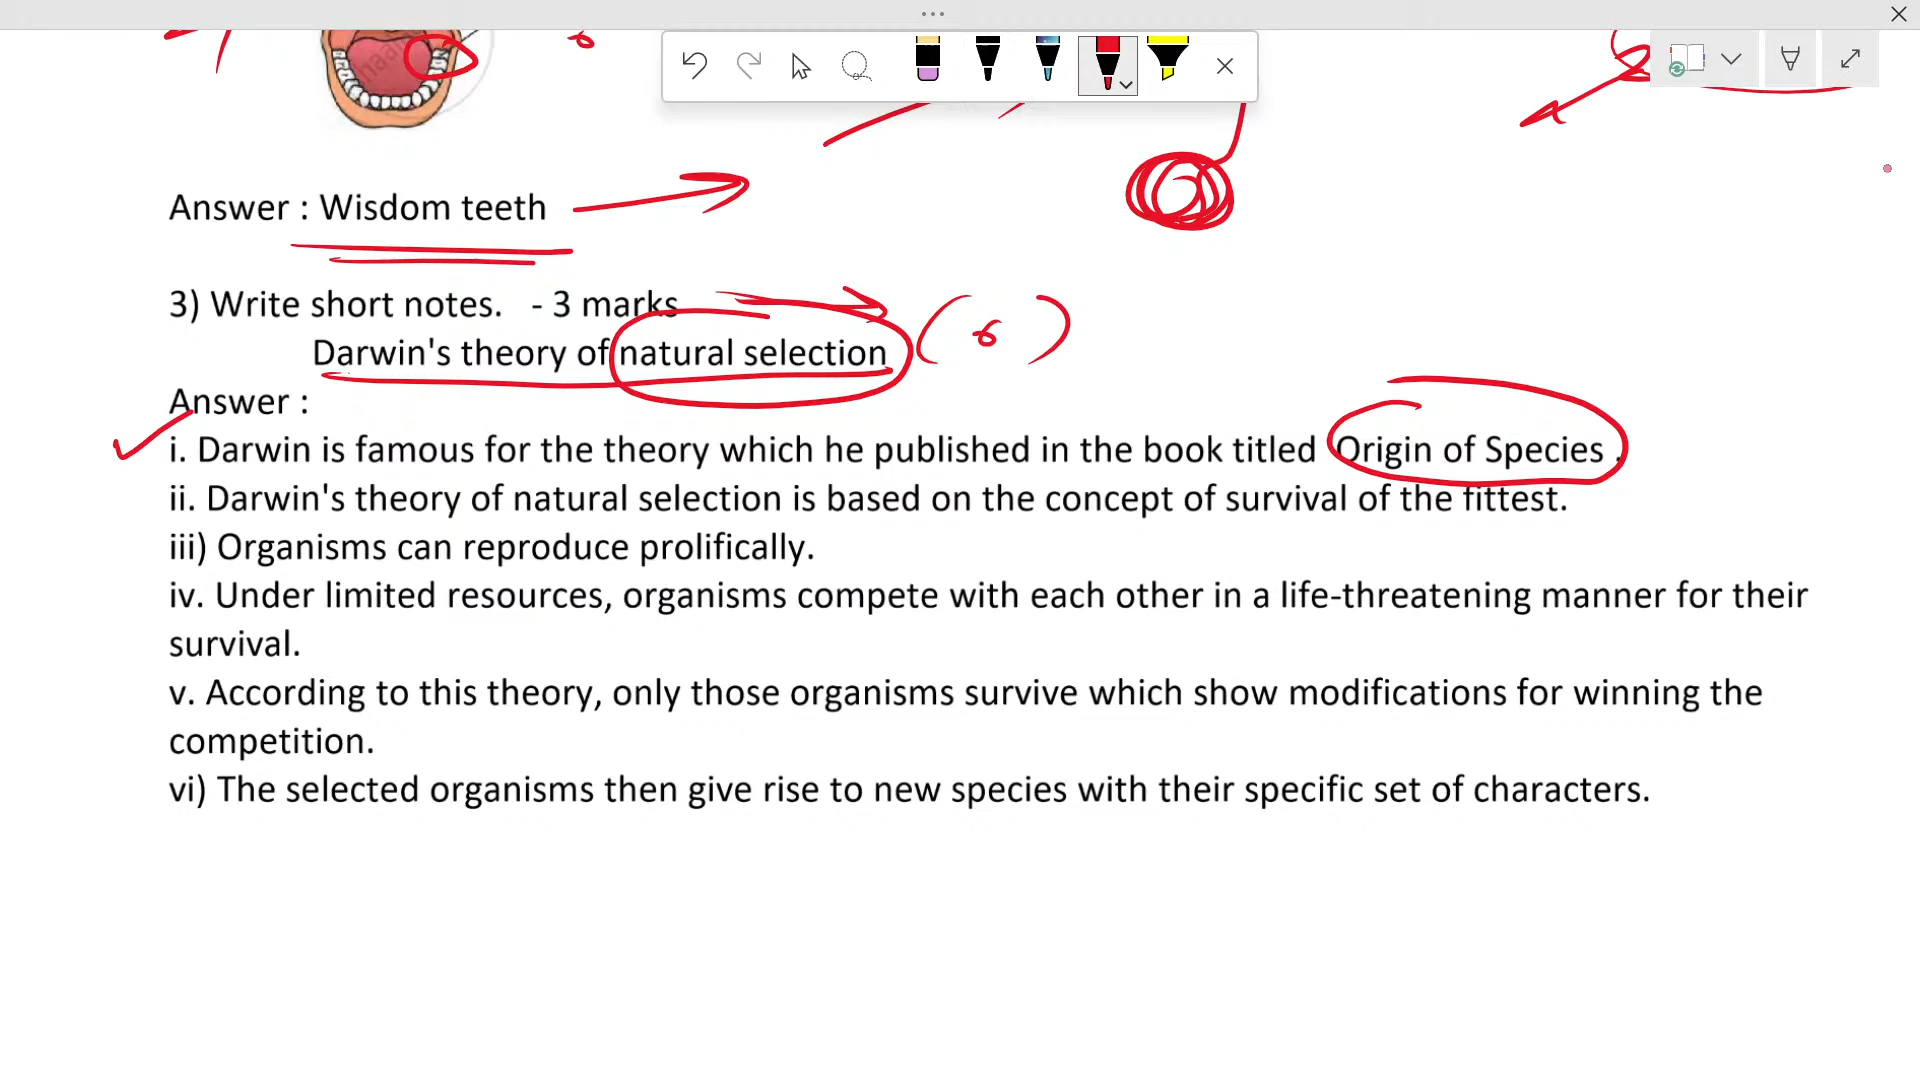 Answer : Wisdom teeth
3) Write short notes. - 3 marks
Darwin's theory of natural selection (6)
Answer :
i. Darwin is famous for the theory which he published in the book titled Origin of Species .
ii. Darwin's theory of natural selection is based on the concept of survival of the fittest.
iii) Organisms can reproduce prolifically.
iv. Under limited resources, organisms compete with each other in a life-threatening manner for their
survival.
v. According to this theory, only those organisms survive which show modifications for winning the
competition.
vi) The selected organisms then give rise to new species with their specific set of characters.